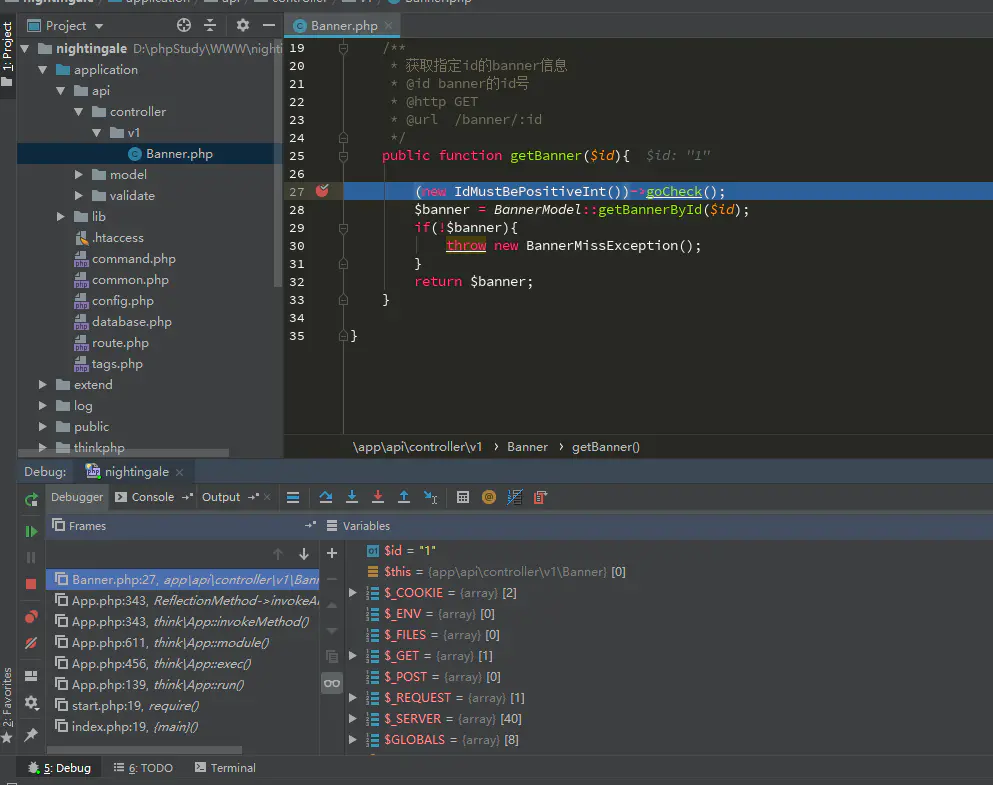 Project
Banner.php
1: Project
nightingale D:\phpStudy\WWW\nighti
application
api
controller
v1
Banner.php
model
validate
lib
.htaccess
command.php
common.php
config.php
database.php
route.php
tags.php
extend
log
public
thinkphp
19 /**
20 * 获取指定id的banner信息
21 * @id banner的id号
22 * @http GET
23 * @url /banner/:id
24 */
25 public function getBanner($id){ $id: "1"
26
27 (new IdMustBePositiveInt())->goCheck();
28 $banner = BannerModel::getBannerById($id);
29 if(!$banner){
30 throw new BannerMissException();
31 }
32 return $banner;
33 }
34
35 }
\app\api\controller\v1 › Banner › getBanner()
Debug: nightingale
Debugger Console Output
Frames
Variables
Banner.php:27, app\api\controller\v1\Bann
App.php:343, ReflectionMethod->invokeA
App.php:343, think\App::invokeMethod()
App.php:611, think\App::module()
App.php:456, think\App::exec()
App.php:139, think\App::run()
start.php:19, require()
index.php:19, {main}()
$id = "1"
$this = {app\api\controller\v1\Banner} [0]
$_COOKIE = {array} [2]
$_ENV = {array} [0]
$_FILES = {array} [0]
$_GET = {array} [1]
$_POST = {array} [0]
$_REQUEST = {array} [1]
$_SERVER = {array} [40]
$GLOBALS = {array} [8]
2: Favorites
5: Debug 6: TODO Terminal